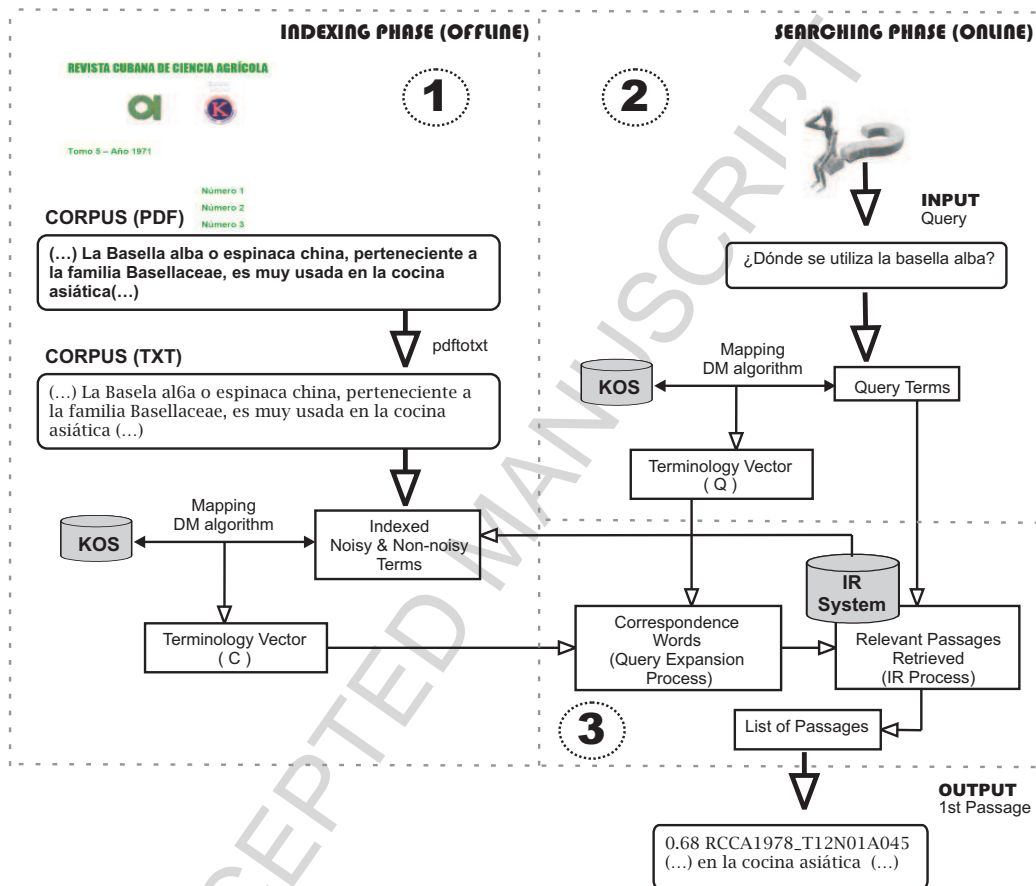 INDEXING PHASE (OFFLINE)
SEARCHING PHASE (ONLINE)
REVISTA CUBANA DE CIENCIA AGRÍCOLA
1
2
K
Tomo 5 – Año 1971
Número 1
Número 2
Número 3
CORPUS (PDF)
(...) La Basella alba o espinaca china, perteneciente a
la familia Basellaceae, es muy usada en la cocina
asiática(...)
pdftotxt
CORPUS (TXT)
(...) La Basela al6a o espinaca china, perteneciente a
la familia Basellaceae, es muy usada en la cocina
asiática (...)
Mapping
DM algorithm
KOS
Indexed
Noisy & Non-noisy
Terms
Terminology Vector
( C )
INPUT
Query
¿Dónde se utiliza la basella alba?
Mapping
DM algorithm
KOS
Query Terms
Terminology Vector
( Q )
IR
System
Correspondence
Words
(Query Expansion
Process)
Relevant Passages
Retrieved
(IR Process)
3
List of Passages
OUTPUT
1st Passage
0.68 RCCA1978_T12N01A045
(...) en la cocina asiática (...)
CEPTED MANUSCRIPT